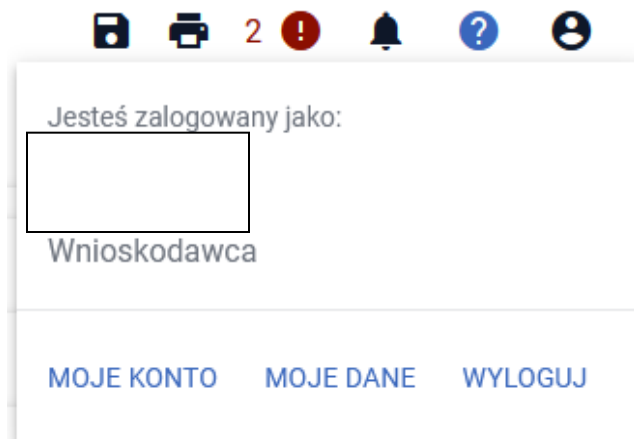 2 !
?
Jesteś zalogowany jako:
Wnioskodawca
MOJE KONTO MOJE DANE WYLOGUJ